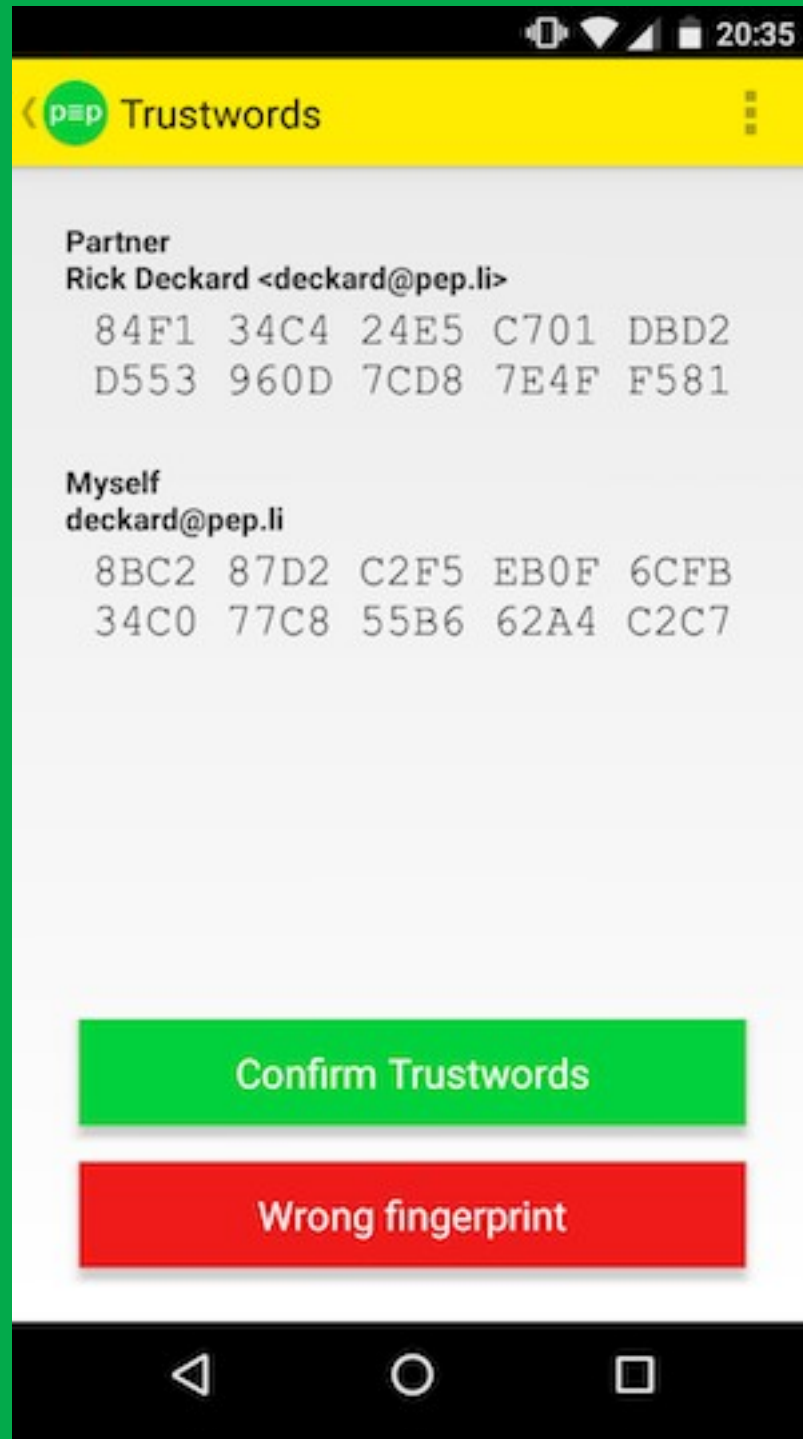 20:35
p≡p Trustwords
Partner
Rick Deckard <deckard@pep.li>
84F1 34C4 24E5 C701 DBD2
D553 960D 7CD8 7E4F F581
Myself
deckard@pep.li
8BC2 87D2 C2F5 EB0F 6CFB
34C0 77C8 55B6 62A4 C2C7
Confirm Trustwords
Wrong fingerprint